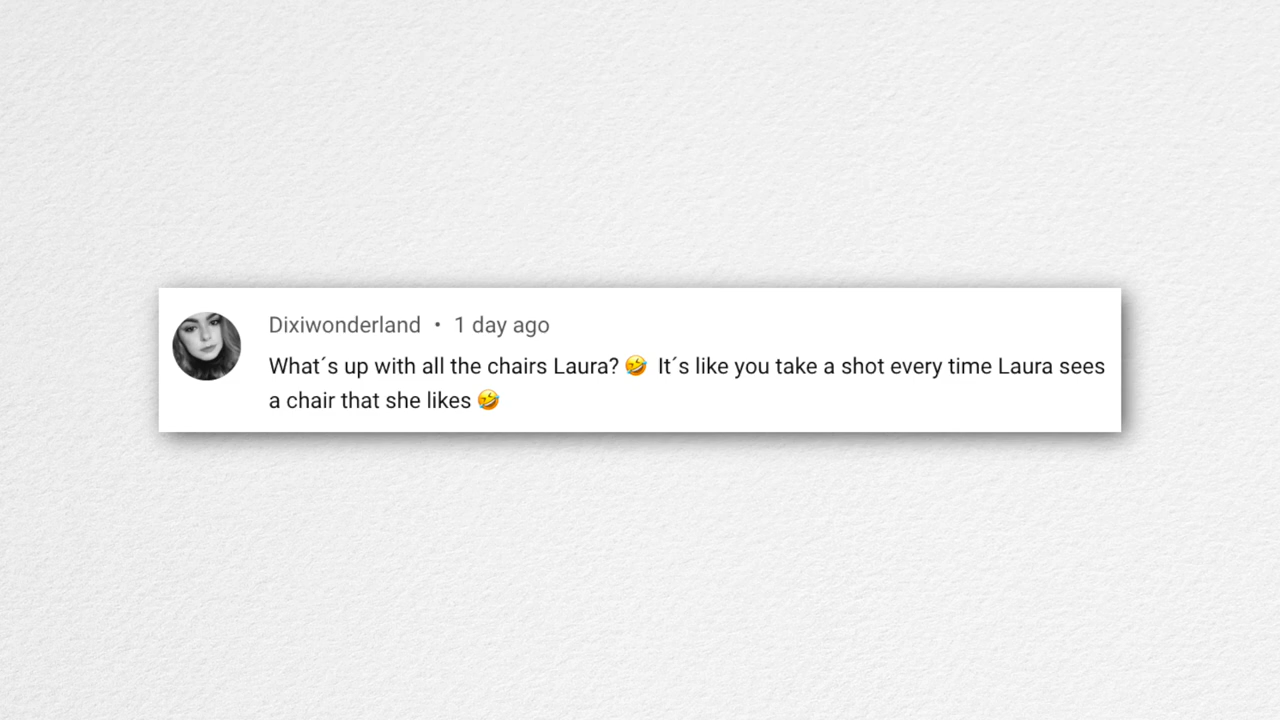 Dixiwonderland • 1 day ago
What´s up with all the chairs Laura? 🤣 It´s like you take a shot every time Laura sees
a chair that she likes 🤣